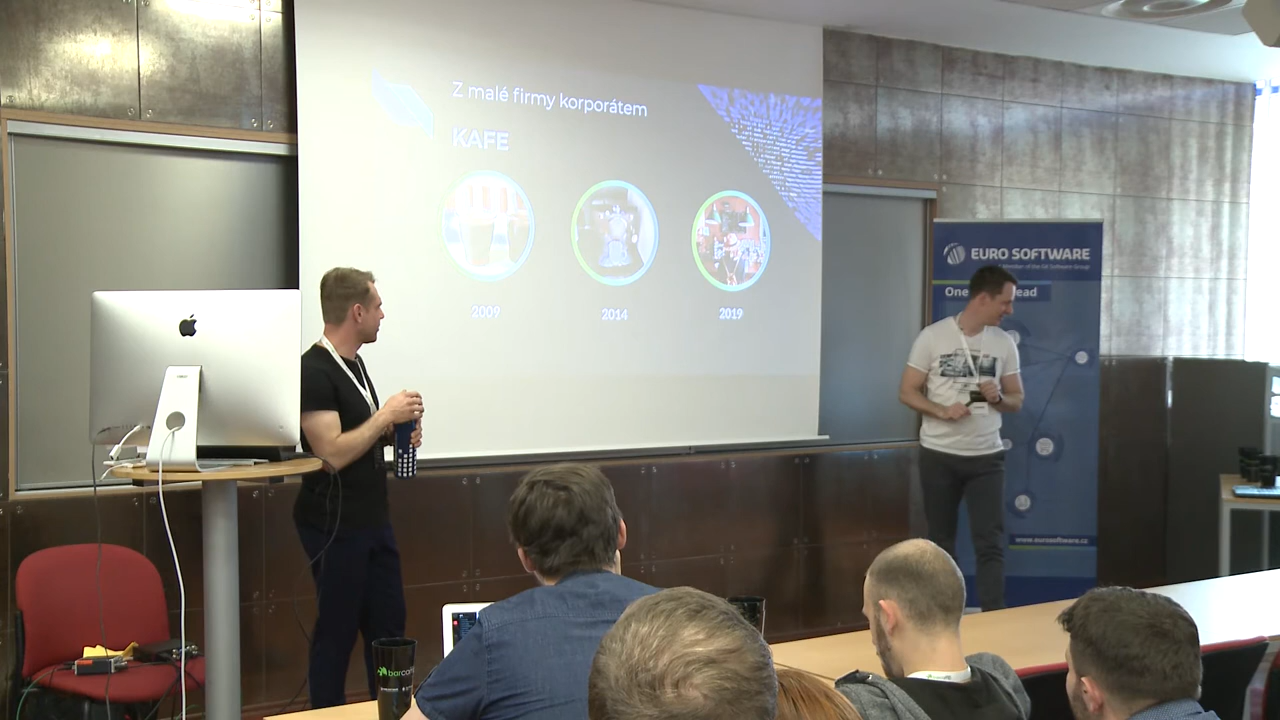 Z malé firmy korporátem
KAFE
2009
2014
2019
EURO SOFTWARE
One
ead
www.eurosoftware.cz
barcamp